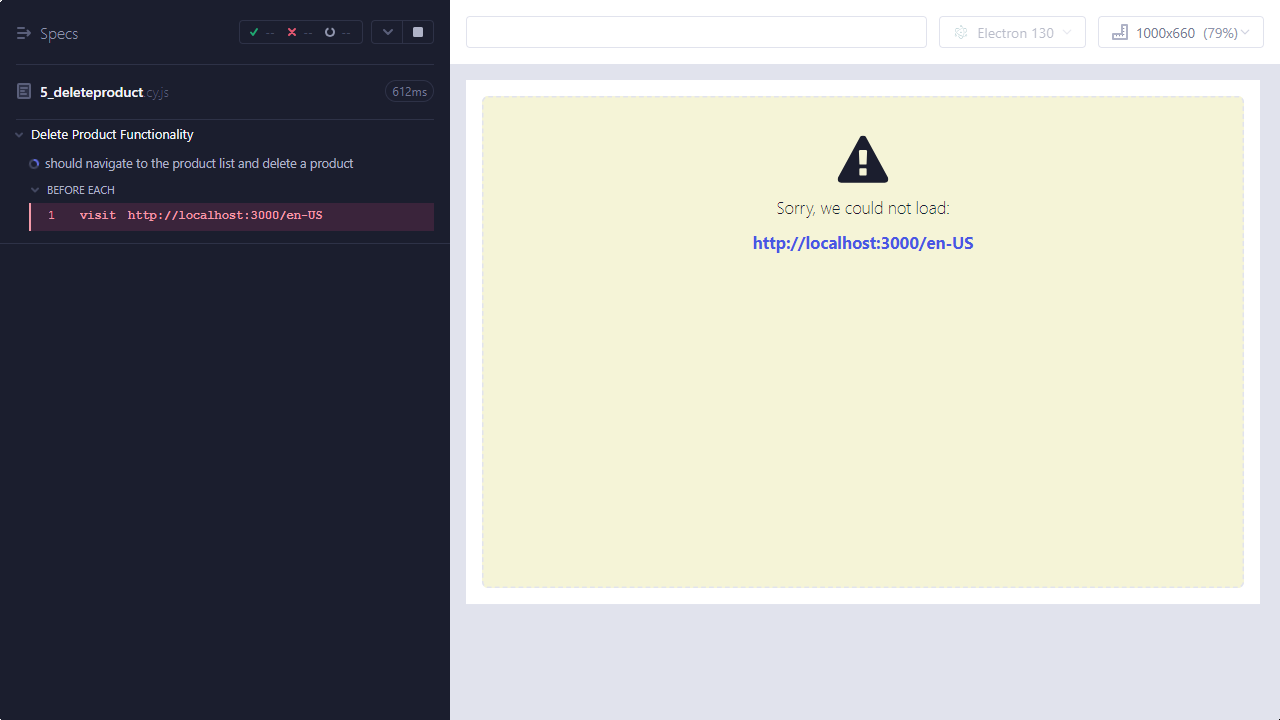 Specs
-- -- --
5_deleteproduct.cy.js 612ms
Delete Product Functionality
should navigate to the product list and delete a product
BEFORE EACH
1 visit http://localhost:3000/en-US
Electron 130
1000x660 (79%)
Sorry, we could not load:
http://localhost:3000/en-US